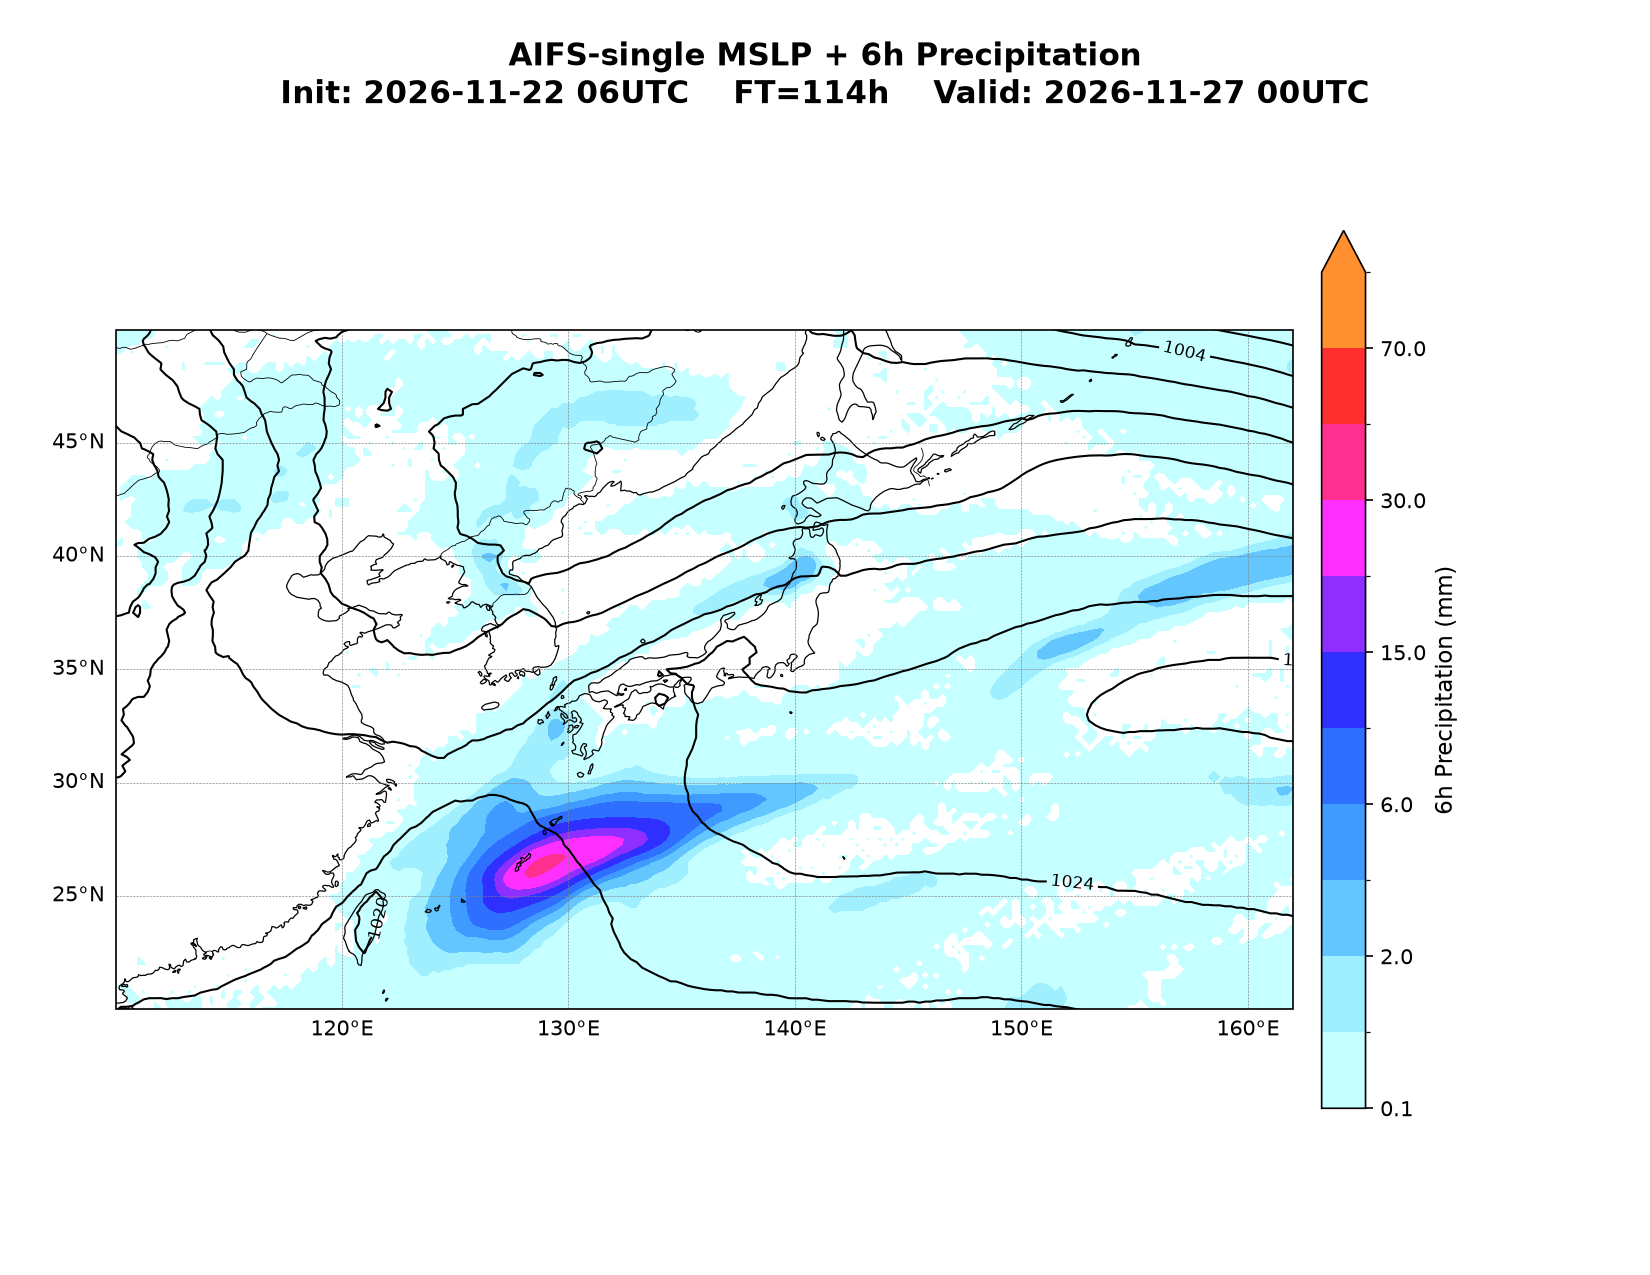 AIFS-single MSLP + 6h Precipitation
Init: 2026-11-22 06UTC    FT=114h    Valid: 2026-11-27 00UTC
1004
1
1024
1020
45°N
40°N
35°N
30°N
25°N
120°E
130°E
140°E
150°E
160°E
70.0
30.0
15.0
6.0
2.0
0.1
6h Precipitation (mm)